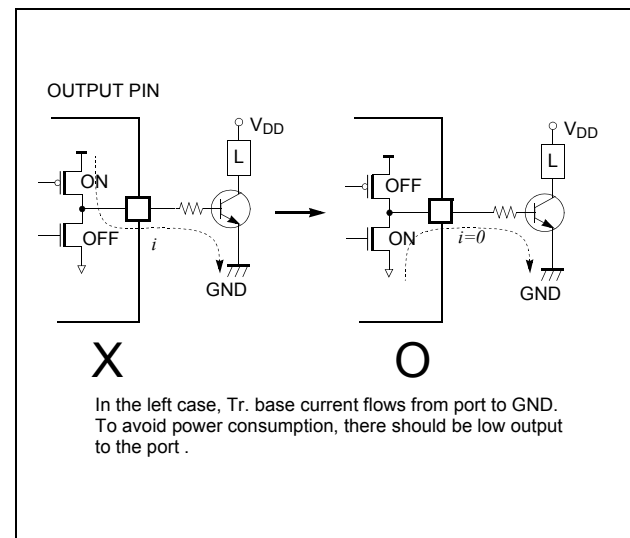 OUTPUT PIN
ON
OFF
i
VDD
L
GND
OFF
ON
i=0
VDD
L
GND
X
O
In the left case, Tr. base current flows from port to GND.
To avoid power consumption, there should be low output
to the port .